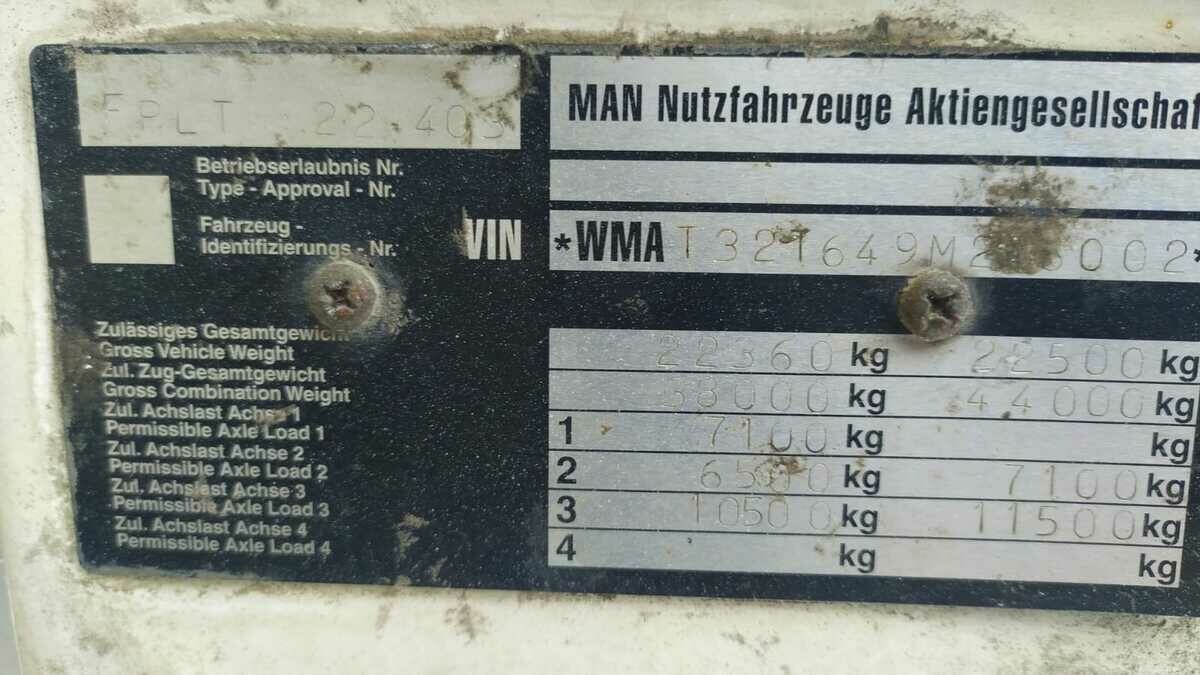 FPLT 22.403
MAN Nutzfahrzeuge Aktiengesellschaf
Betriebserlaubnis Nr.
Type - Approval - Nr.
Fahrzeug -
Identifizierungs - Nr.
VIN
*WMA
Zulässiges Gesamtgewicht
Gross Vehicle Weight
22360 kg 22500 kg
Zul. Zug-Gesamtgewicht
Gross Combination Weight
38000 kg 44000 kg
Zul. Achslast Achse 1
Permissible Axle Load 1
1 7100 kg kg
Zul. Achslast Achse 2
Permissible Axle Load 2
2 6500 kg 7100 kg
Zul. Achslast Achse 3
Permissible Axle Load 3
3 10500 kg 11500 kg
Zul. Achslast Achse 4
Permissible Axle Load 4
4 kg kg